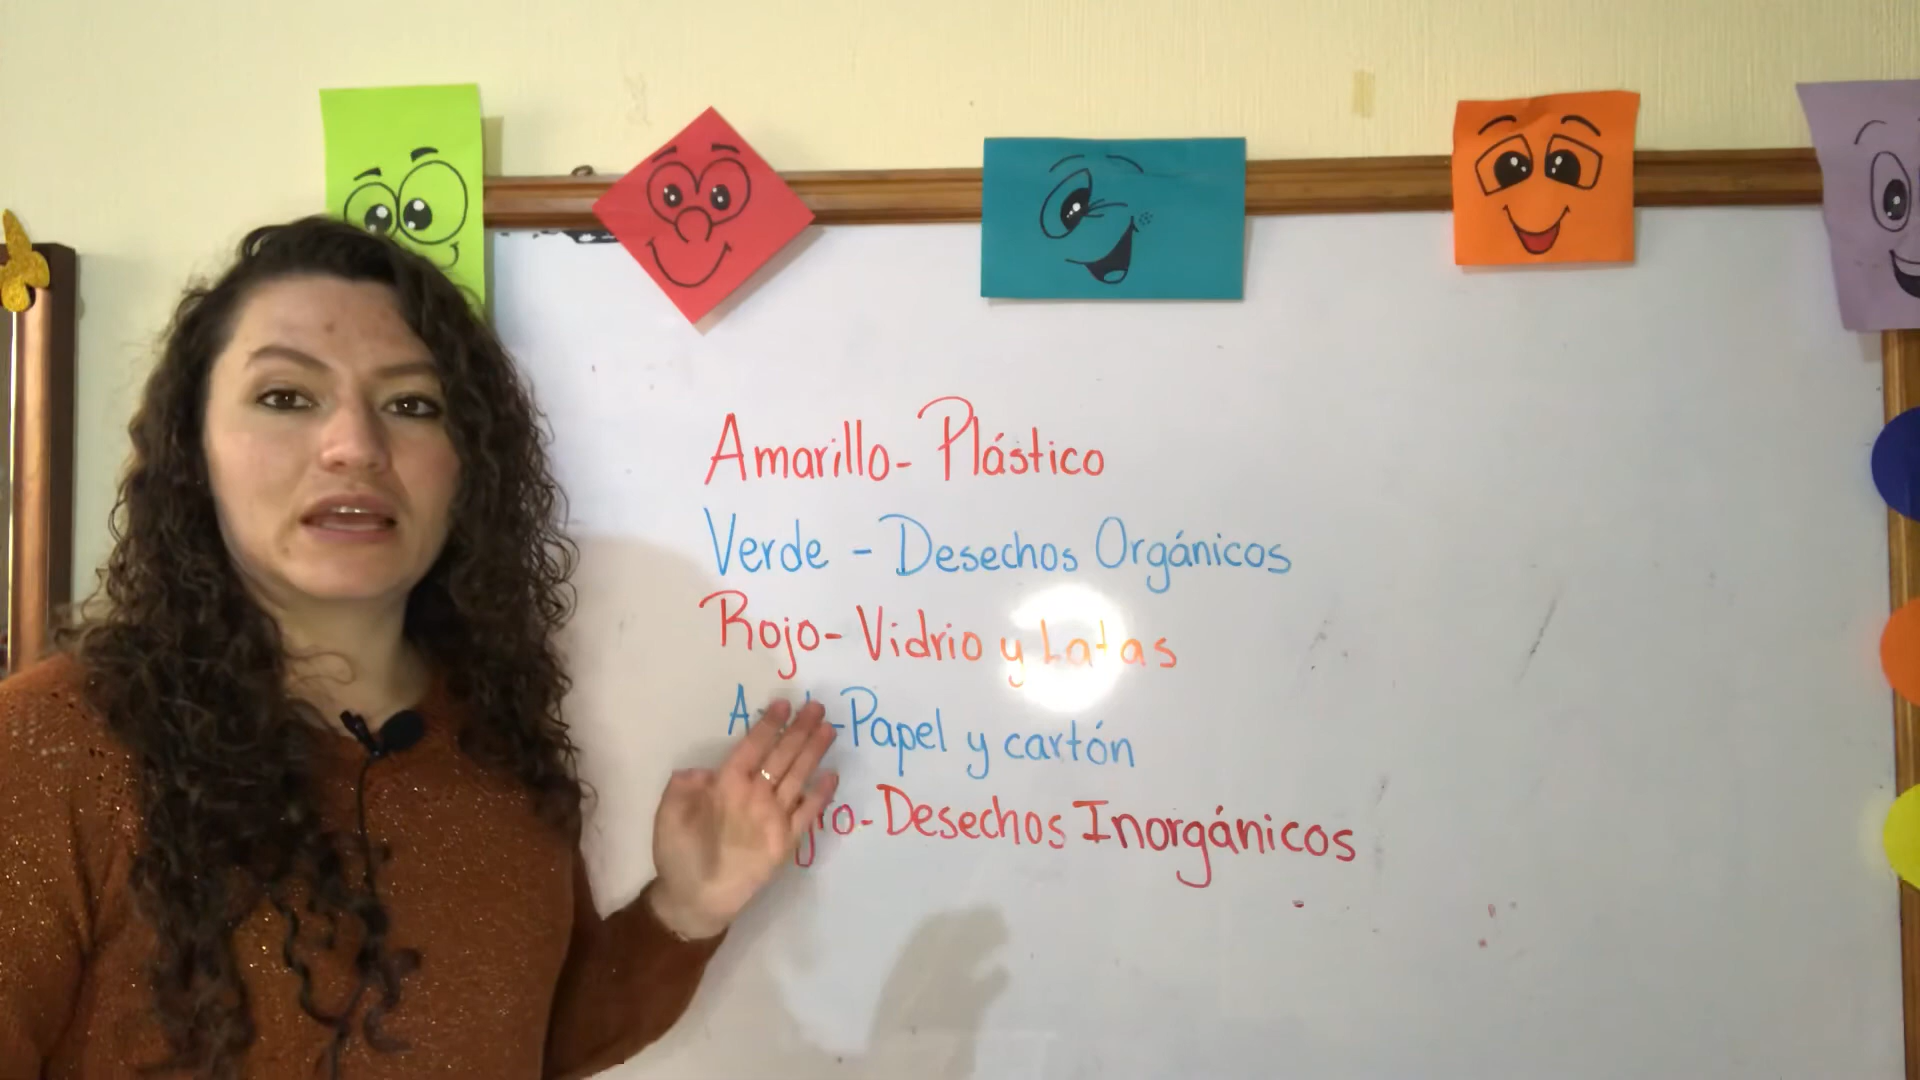 Amarillo- Plástico
Verde - Desechos Orgánicos
Rojo- Vidrio y Latas
-Papel y cartón
-Desechos Inorgánicos